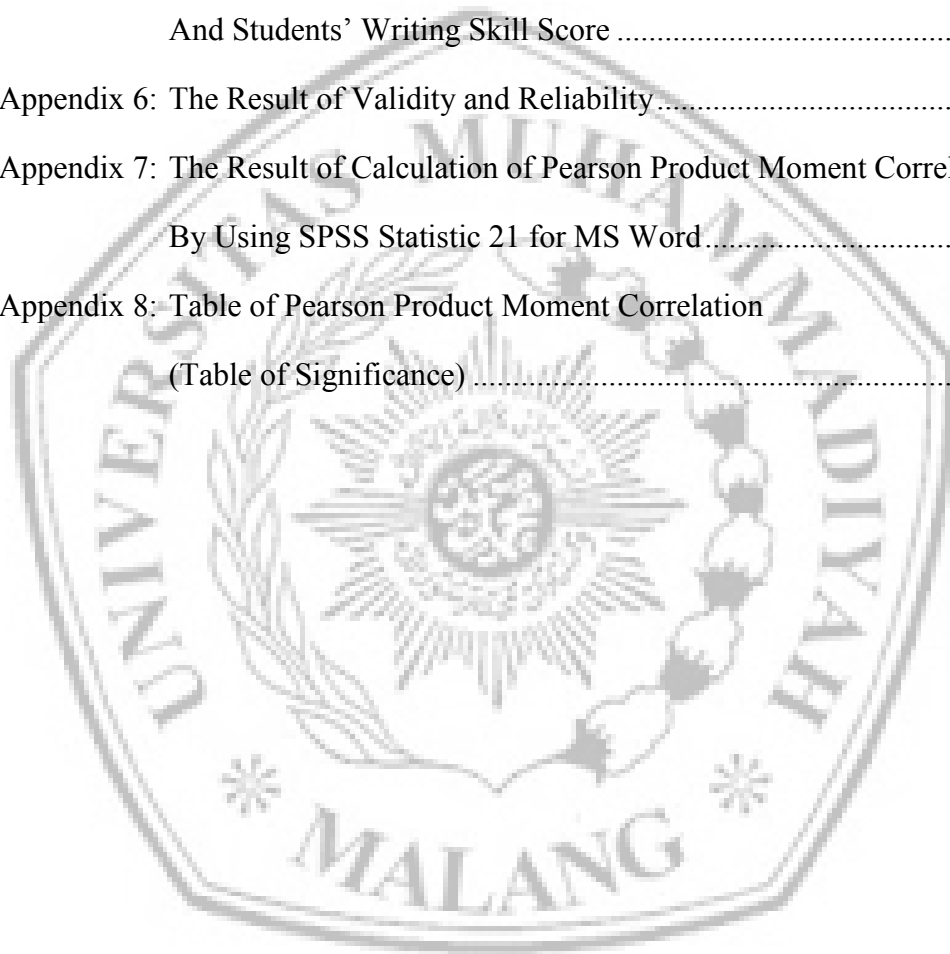 And Students’ Writing Skill Score ....................................
Appendix 6: The Result of Validity and Reliability ..............................
Appendix 7: The Result of Calculation of Pearson Product Moment Correl
By Using SPSS Statistic 21 for MS Word .........................
Appendix 8: Table of Pearson Product Moment Correlation
(Table of Significance) ..........................................................
UNIVERSITAS MUHAMMADIYAH
* MALANG *